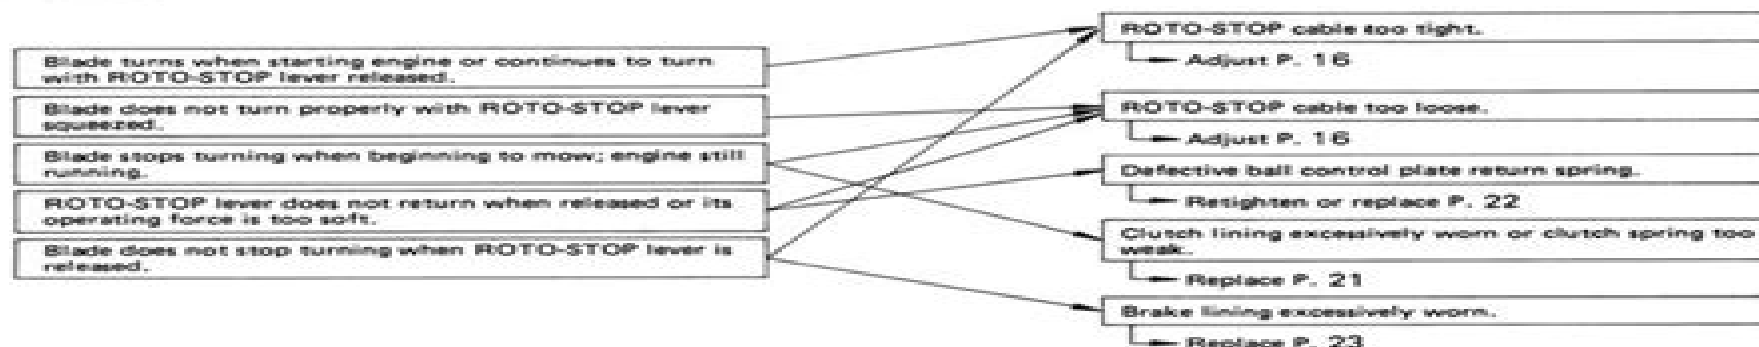 Blade turns when starting engine or continues to turn
with ROTO-STOP lever released.
Blade does not turn properly with ROTO-STOP lever
squeezed.
Blade stops turning when beginning to mow; engine still
running.
ROTO-STOP lever does not return when released or its
operating force is too soft.
Blade does not stop turning when ROTO-STOP lever is
released.
ROTO-STOP cable too tight.
Adjust P. 16
ROTO-STOP cable too loose.
Adjust P. 16
Defective ball control plate return spring.
Retighten or replace P. 22
Clutch lining excessively worn or clutch spring too
weak.
Replace P. 21
Brake lining excessively worn.
Replace P. 23